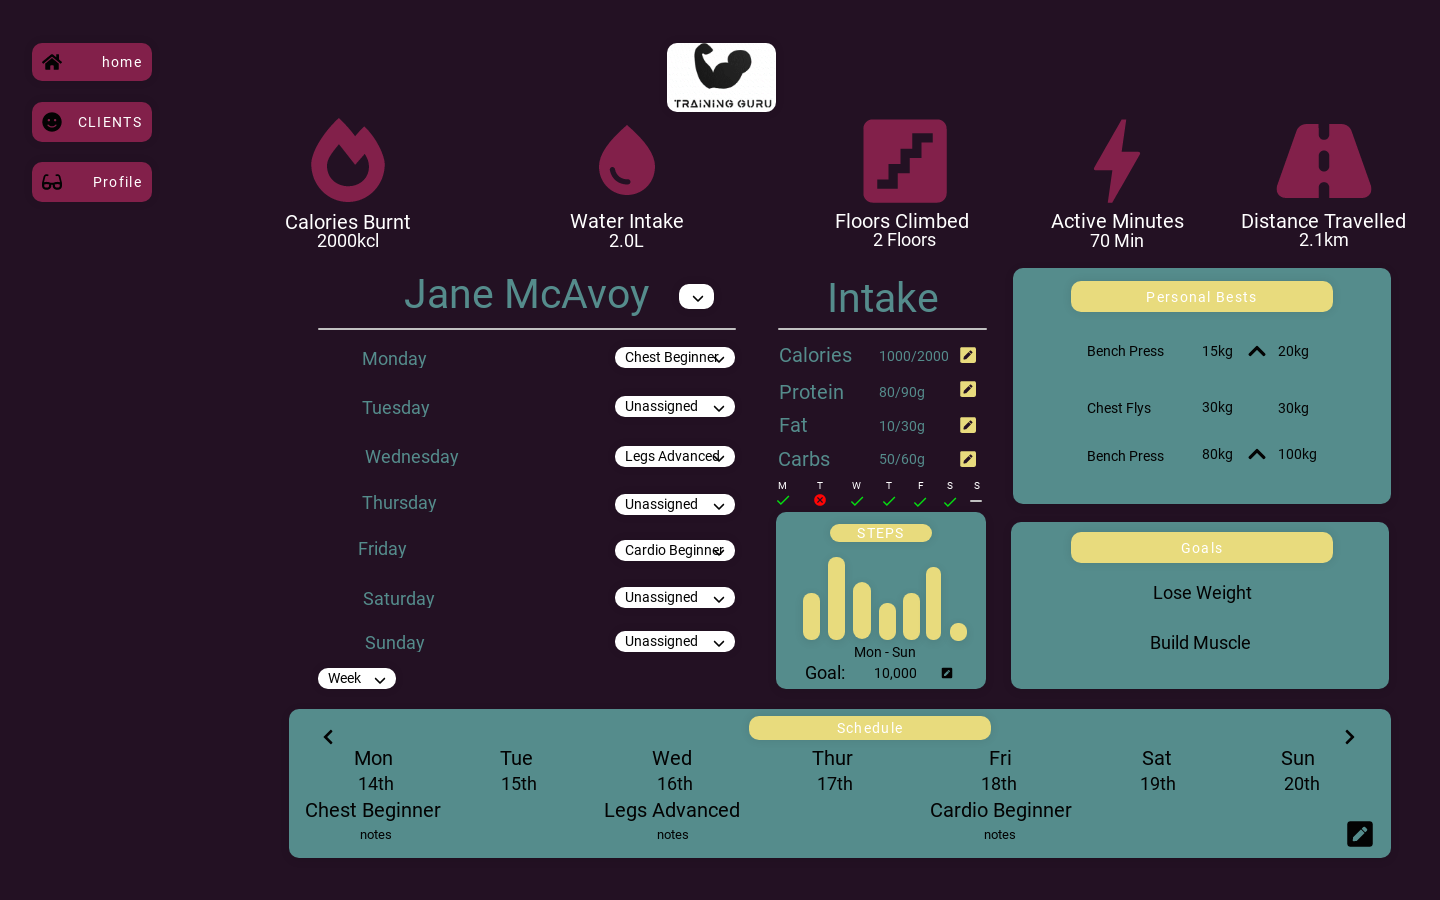 home
CLIENTS
Profile
TRAINING GURU
Calories Burnt
2000kcl
Water Intake
2.0L
Floors Climbed
2 Floors
Active Minutes
70 Min
Distance Travelled
2.1km
Jane McAvoy
Monday Chest Beginner
Tuesday Unassigned
Wednesday Legs Advanced
Thursday Unassigned
Friday Cardio Beginner
Saturday Unassigned
Sunday Unassigned
Week
Intake
Calories 1000/2000
Protein 80/90g
Fat 10/30g
Carbs 50/60g
M T W T F S S
STEPS
Mon - Sun
Goal: 10,000
Personal Bests
Bench Press 15kg 20kg
Chest Flys 30kg 30kg
Bench Press 80kg 100kg
Goals
Lose Weight
Build Muscle
Schedule
Mon Tue Wed Thur Fri Sat Sun
14th 15th 16th 17th 18th 19th 20th
Chest Beginner Legs Advanced Cardio Beginner
notes notes notes